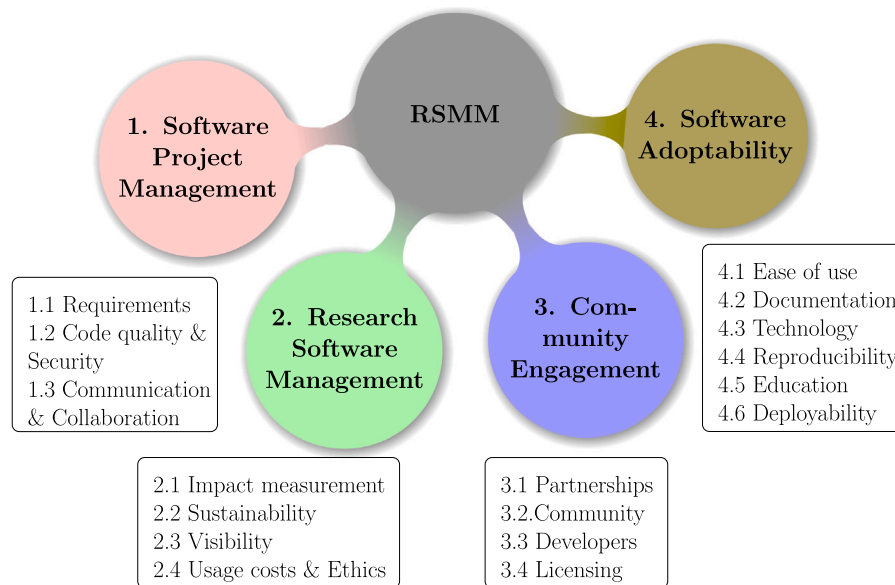 RSMM
1. Software
Project
Management
1.1 Requirements
1.2 Code quality &
Security
1.3 Communication
& Collaboration
2. Research
Software
Management
2.1 Impact measurement
2.2 Sustainability
2.3 Visibility
2.4 Usage costs & Ethics
3. Com-
munity
Engagement
3.1 Partnerships
3.2.Community
3.3 Developers
3.4 Licensing
4. Software
Adoptability
4.1 Ease of use
4.2 Documentation
4.3 Technology
4.4 Reproducibility
4.5 Education
4.6 Deployability